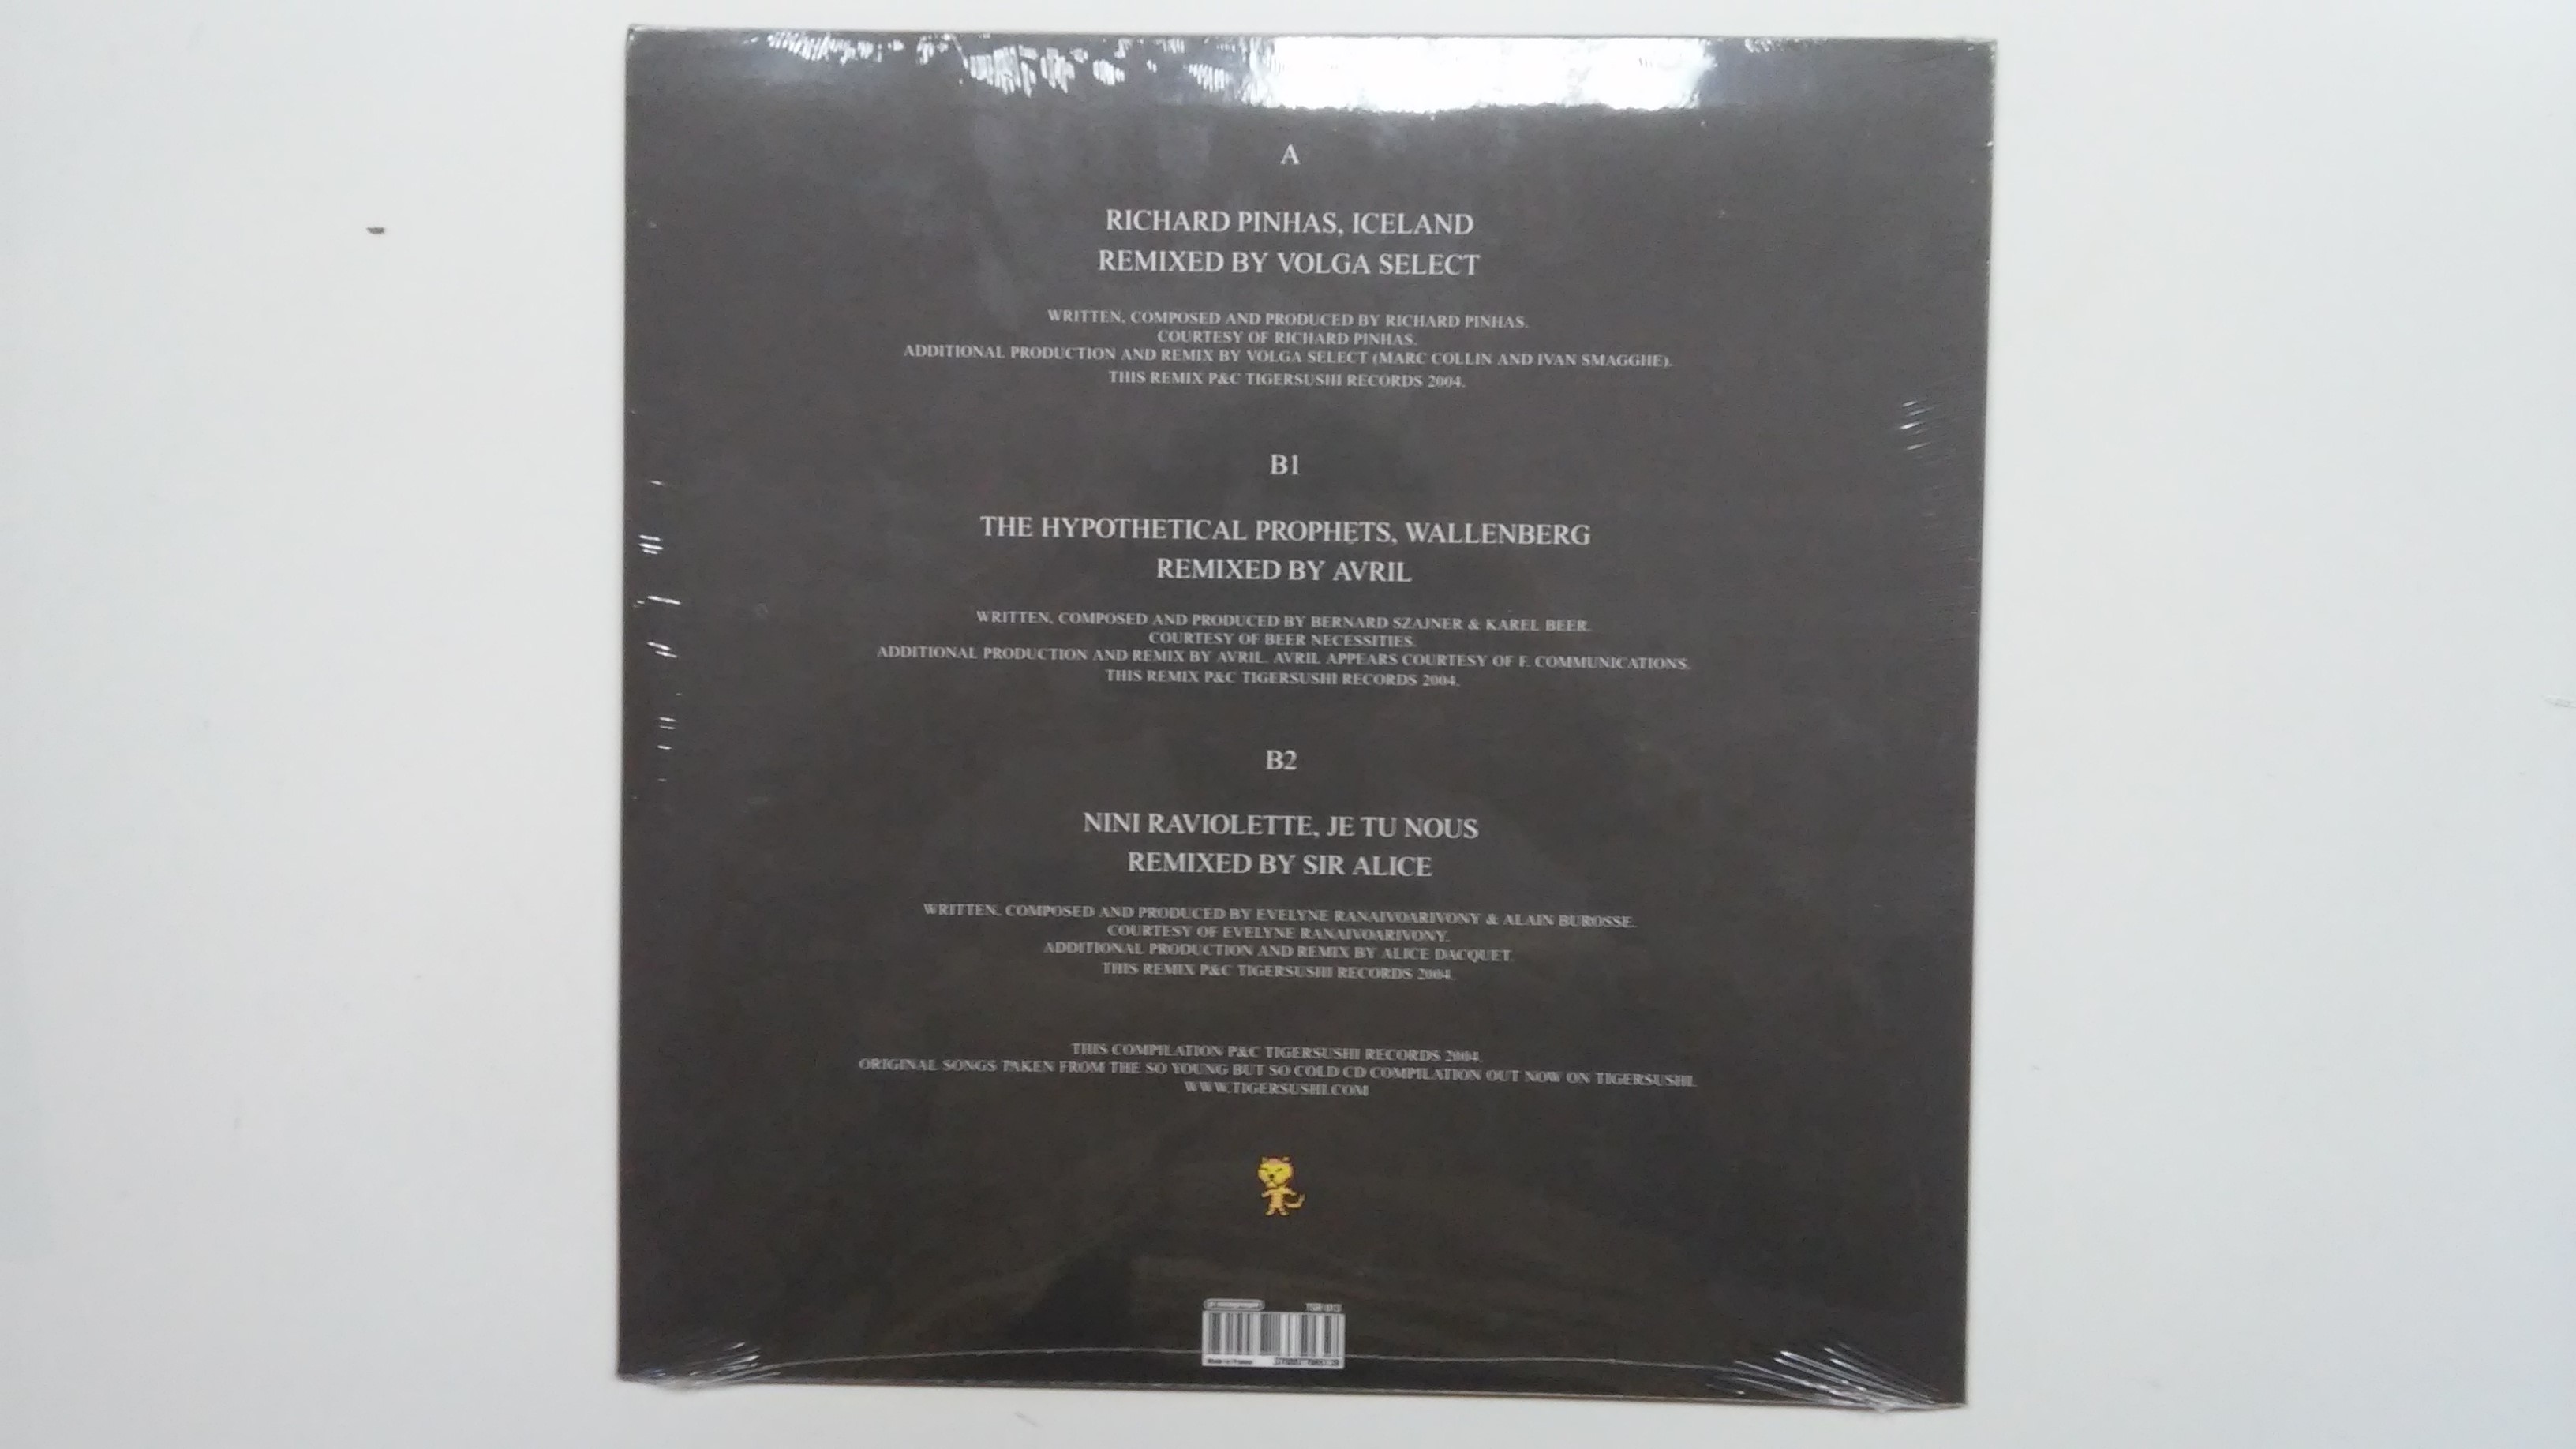 A
RICHARD PINHAS, ICELAND
REMIXED BY VOLGA SELECT
WRITTEN, COMPOSED AND PRODUCED BY RICHARD PINHAS.
COURTESY OF RICHARD PINHAS.
ADDITIONAL PRODUCTION AND REMIX BY VOLGA SELECT (MARC COLLIN AND IVAN SMAGGHE).
THIS REMIX P&C TIGERSUSHI RECORDS 2004.
B1
THE HYPOTHETICAL PROPHETS, WALLENBERG
REMIXED BY AVRIL
WRITTEN, COMPOSED AND PRODUCED BY BERNARD SZAJNER & KAREL BEER.
COURTESY OF BEER NECESSITIES.
ADDITIONAL PRODUCTION AND REMIX BY AVRIL. AVRIL APPEARS COURTESY OF F. COMMUNICATIONS.
THIS REMIX P&C TIGERSUSHI RECORDS 2004.
B2
NINI RAVIOLETTE, JE TU NOUS
REMIXED BY SIR ALICE
WRITTEN, COMPOSED AND PRODUCED BY EVELYNE RANAIVOARIVONY & ALAIN BUROSSE.
COURTESY OF EVELYNE RANAIVOARIVONY.
ADDITIONAL PRODUCTION AND REMIX BY ALICE DACQUET.
THIS REMIX P&C TIGERSUSHI RECORDS 2004.
THIS COMPILATION P&C TIGERSUSHI RECORDS 2004.
ORIGINAL SONGS TAKEN FROM THE SO YOUNG BUT SO COLD CD COMPILATION OUT NOW ON TIGERSUSHI.
WWW.TIGERSUSHI.COM
Made in France